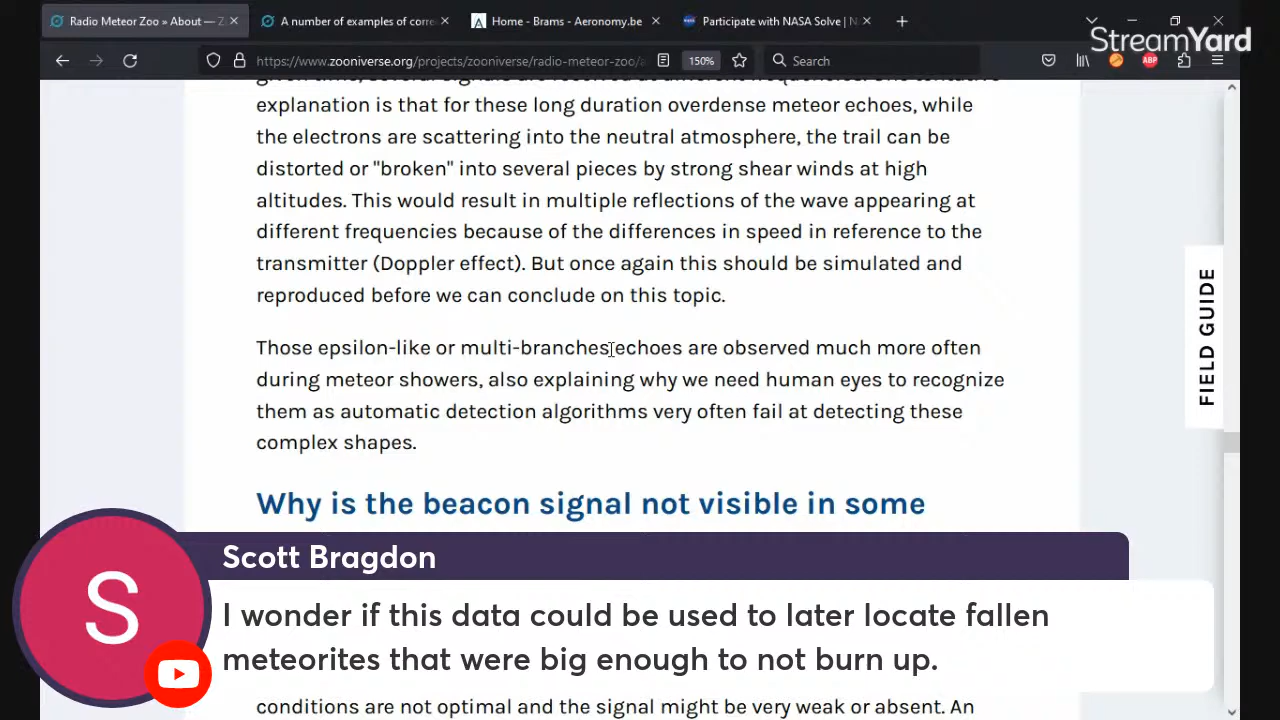 Radio Meteor Zoo » About — Z
A number of examples of corre
Home - Brams - Aeronomy.be
Participate with NASA Solve | N
StreamYard
https://www.zooniverse.org/projects/zooniverse/radio-meteor-zoo/a
150%
Search
ABP
explanation is that for these long duration overdense meteor echoes, while
the electrons are scattering into the neutral atmosphere, the trail can be
distorted or "broken" into several pieces by strong shear winds at high
altitudes. This would result in multiple reflections of the wave appearing at
different frequencies because of the differences in speed in reference to the
transmitter (Doppler effect). But once again this should be simulated and
reproduced before we can conclude on this topic.
FIELD GUIDE
Those epsilon-like or multi-branches echoes are observed much more often
during meteor showers, also explaining why we need human eyes to recognize
them as automatic detection algorithms very often fail at detecting these
complex shapes.
Why is the beacon signal not visible in some
S
Scott Bragdon
I wonder if this data could be used to later locate fallen
meteorites that were big enough to not burn up.
conditions are not optimal and the signal might be very weak or absent. An